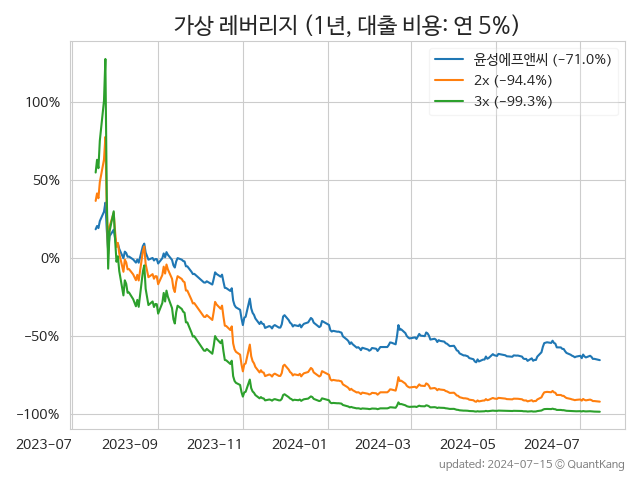 가상 레버리지 (1년, 대출 비용: 연 5%)
윤성에프앤씨 (−71.0%)
2x (−94.4%)
3x (−99.3%)
100%
50%
0%
−50%
−100%
2023-07 2023-09 2023-11 2024-01 2024-03 2024-05 2024-07
updated: 2024-07-15 © QuantKang